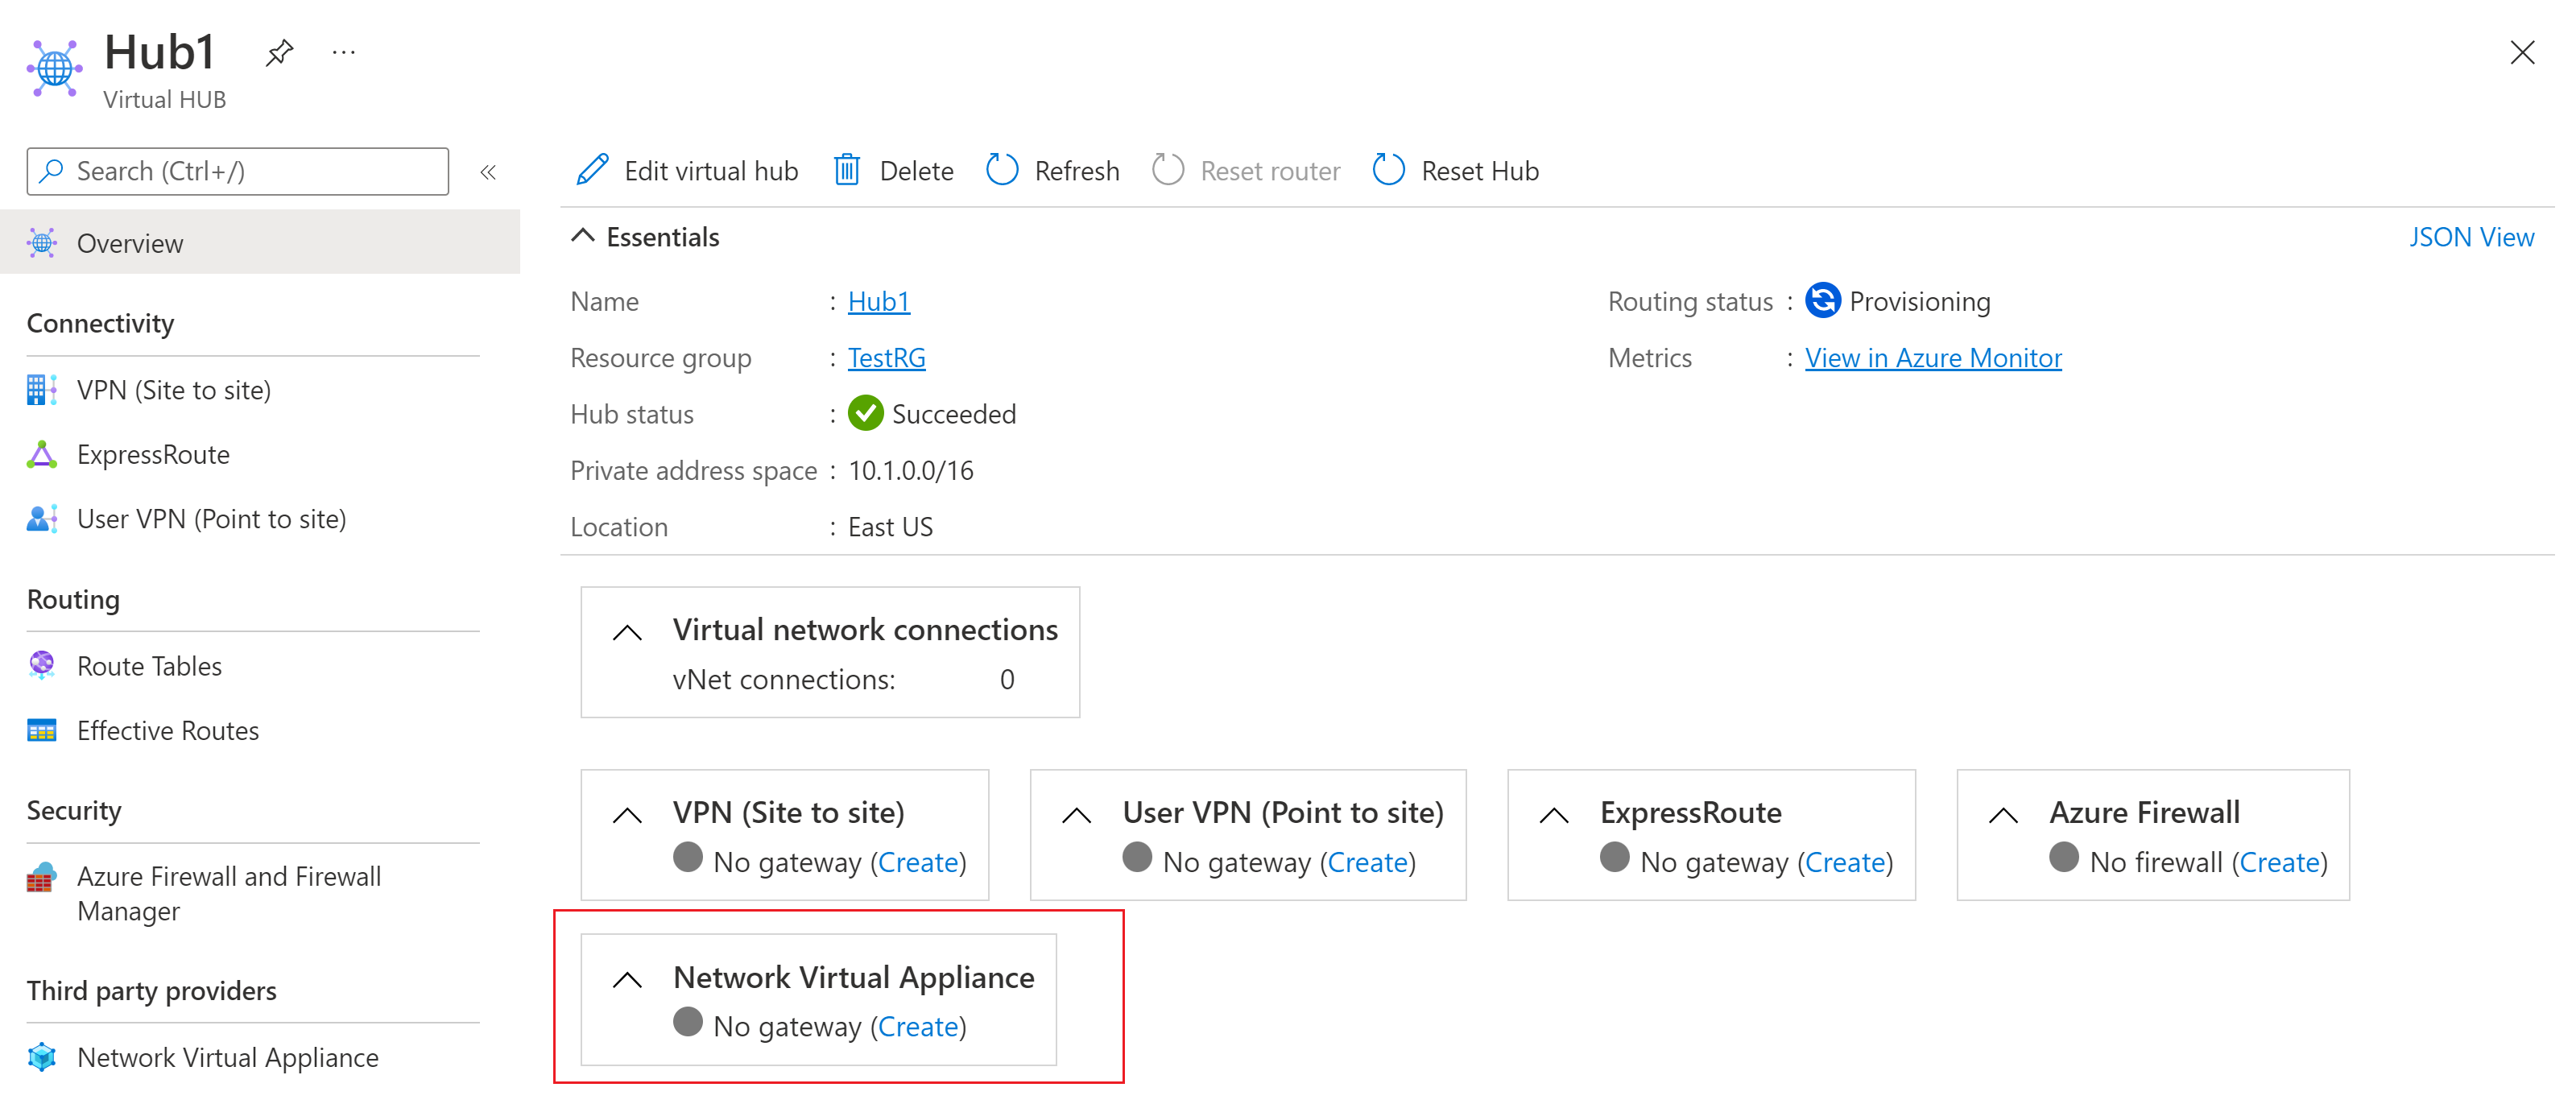 Hub1
Virtual HUB
Search (Ctrl+/)
Overview
Connectivity
VPN (Site to site)
ExpressRoute
User VPN (Point to site)
Routing
Route Tables
Effective Routes
Security
Azure Firewall and Firewall
Manager
Third party providers
Network Virtual Appliance
Edit virtual hub Delete Refresh Reset router Reset Hub
Essentials JSON View
Name : Hub1 Routing status : Provisioning
Resource group : TestRG Metrics : View in Azure Monitor
Hub status : Succeeded
Private address space : 10.1.0.0/16
Location : East US
Virtual network connections
vNet connections: 0
VPN (Site to site)
No gateway (Create)
User VPN (Point to site)
No gateway (Create)
ExpressRoute
No gateway (Create)
Azure Firewall
No firewall (Create)
Network Virtual Appliance
No gateway (Create)